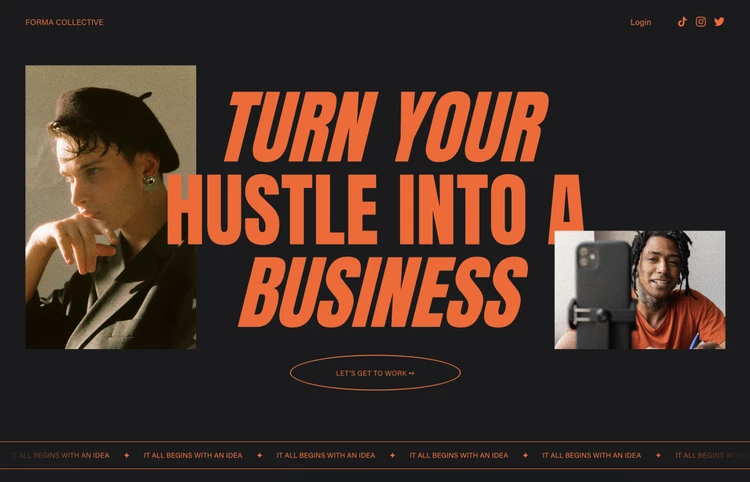 FORMA COLLECTIVE
Login
TURN YOUR
HUSTLE INTO A
BUSINESS
LET'S GET TO WORK ➺
IT ALL BEGINS WITH AN IDEA ✦ IT ALL BEGINS WITH AN IDEA ✦ IT ALL BEGINS WITH AN IDEA ✦ IT ALL BEGINS WITH AN IDEA ✦ IT ALL BEGINS WITH AN IDEA ✦ IT ALL BEGINS WITH